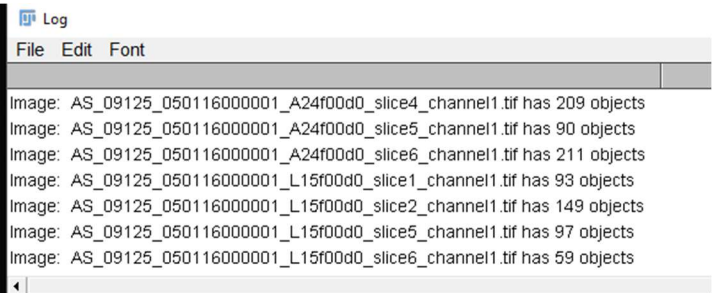 Log
File Edit Font
Image: AS_09125_050116000001_A24f00d0_slice4_channel1.tif has 209 objects
Image: AS_09125_050116000001_A24f00d0_slice5_channel1.tif has 90 objects
Image: AS_09125_050116000001_A24f00d0_slice6_channel1.tif has 211 objects
Image: AS_09125_050116000001_L15f00d0_slice1_channel1.tif has 93 objects
Image: AS_09125_050116000001_L15f00d0_slice2_channel1.tif has 149 objects
Image: AS_09125_050116000001_L15f00d0_slice5_channel1.tif has 97 objects
Image: AS_09125_050116000001_L15f00d0_slice6_channel1.tif has 59 objects